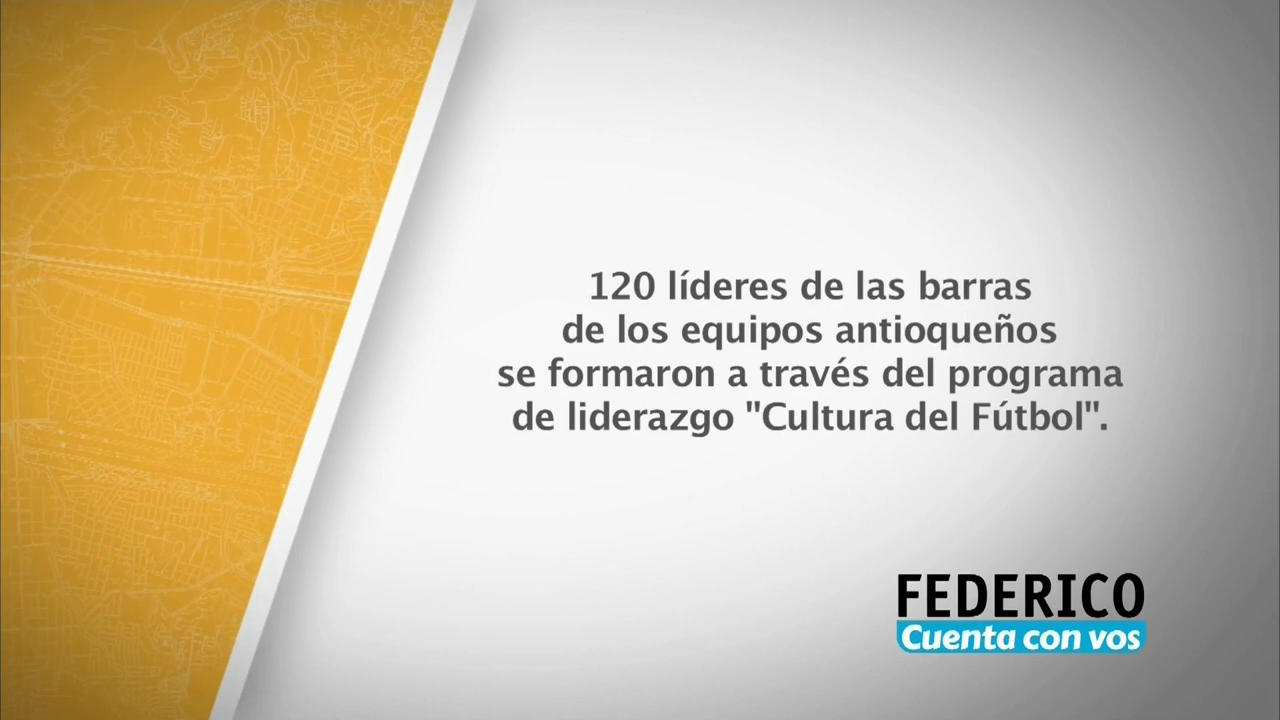 120 líderes de las barras
de los equipos antioqueños
se formaron a través del programa
de liderazgo "Cultura del Fútbol".
FEDERICO
Cuenta con vos